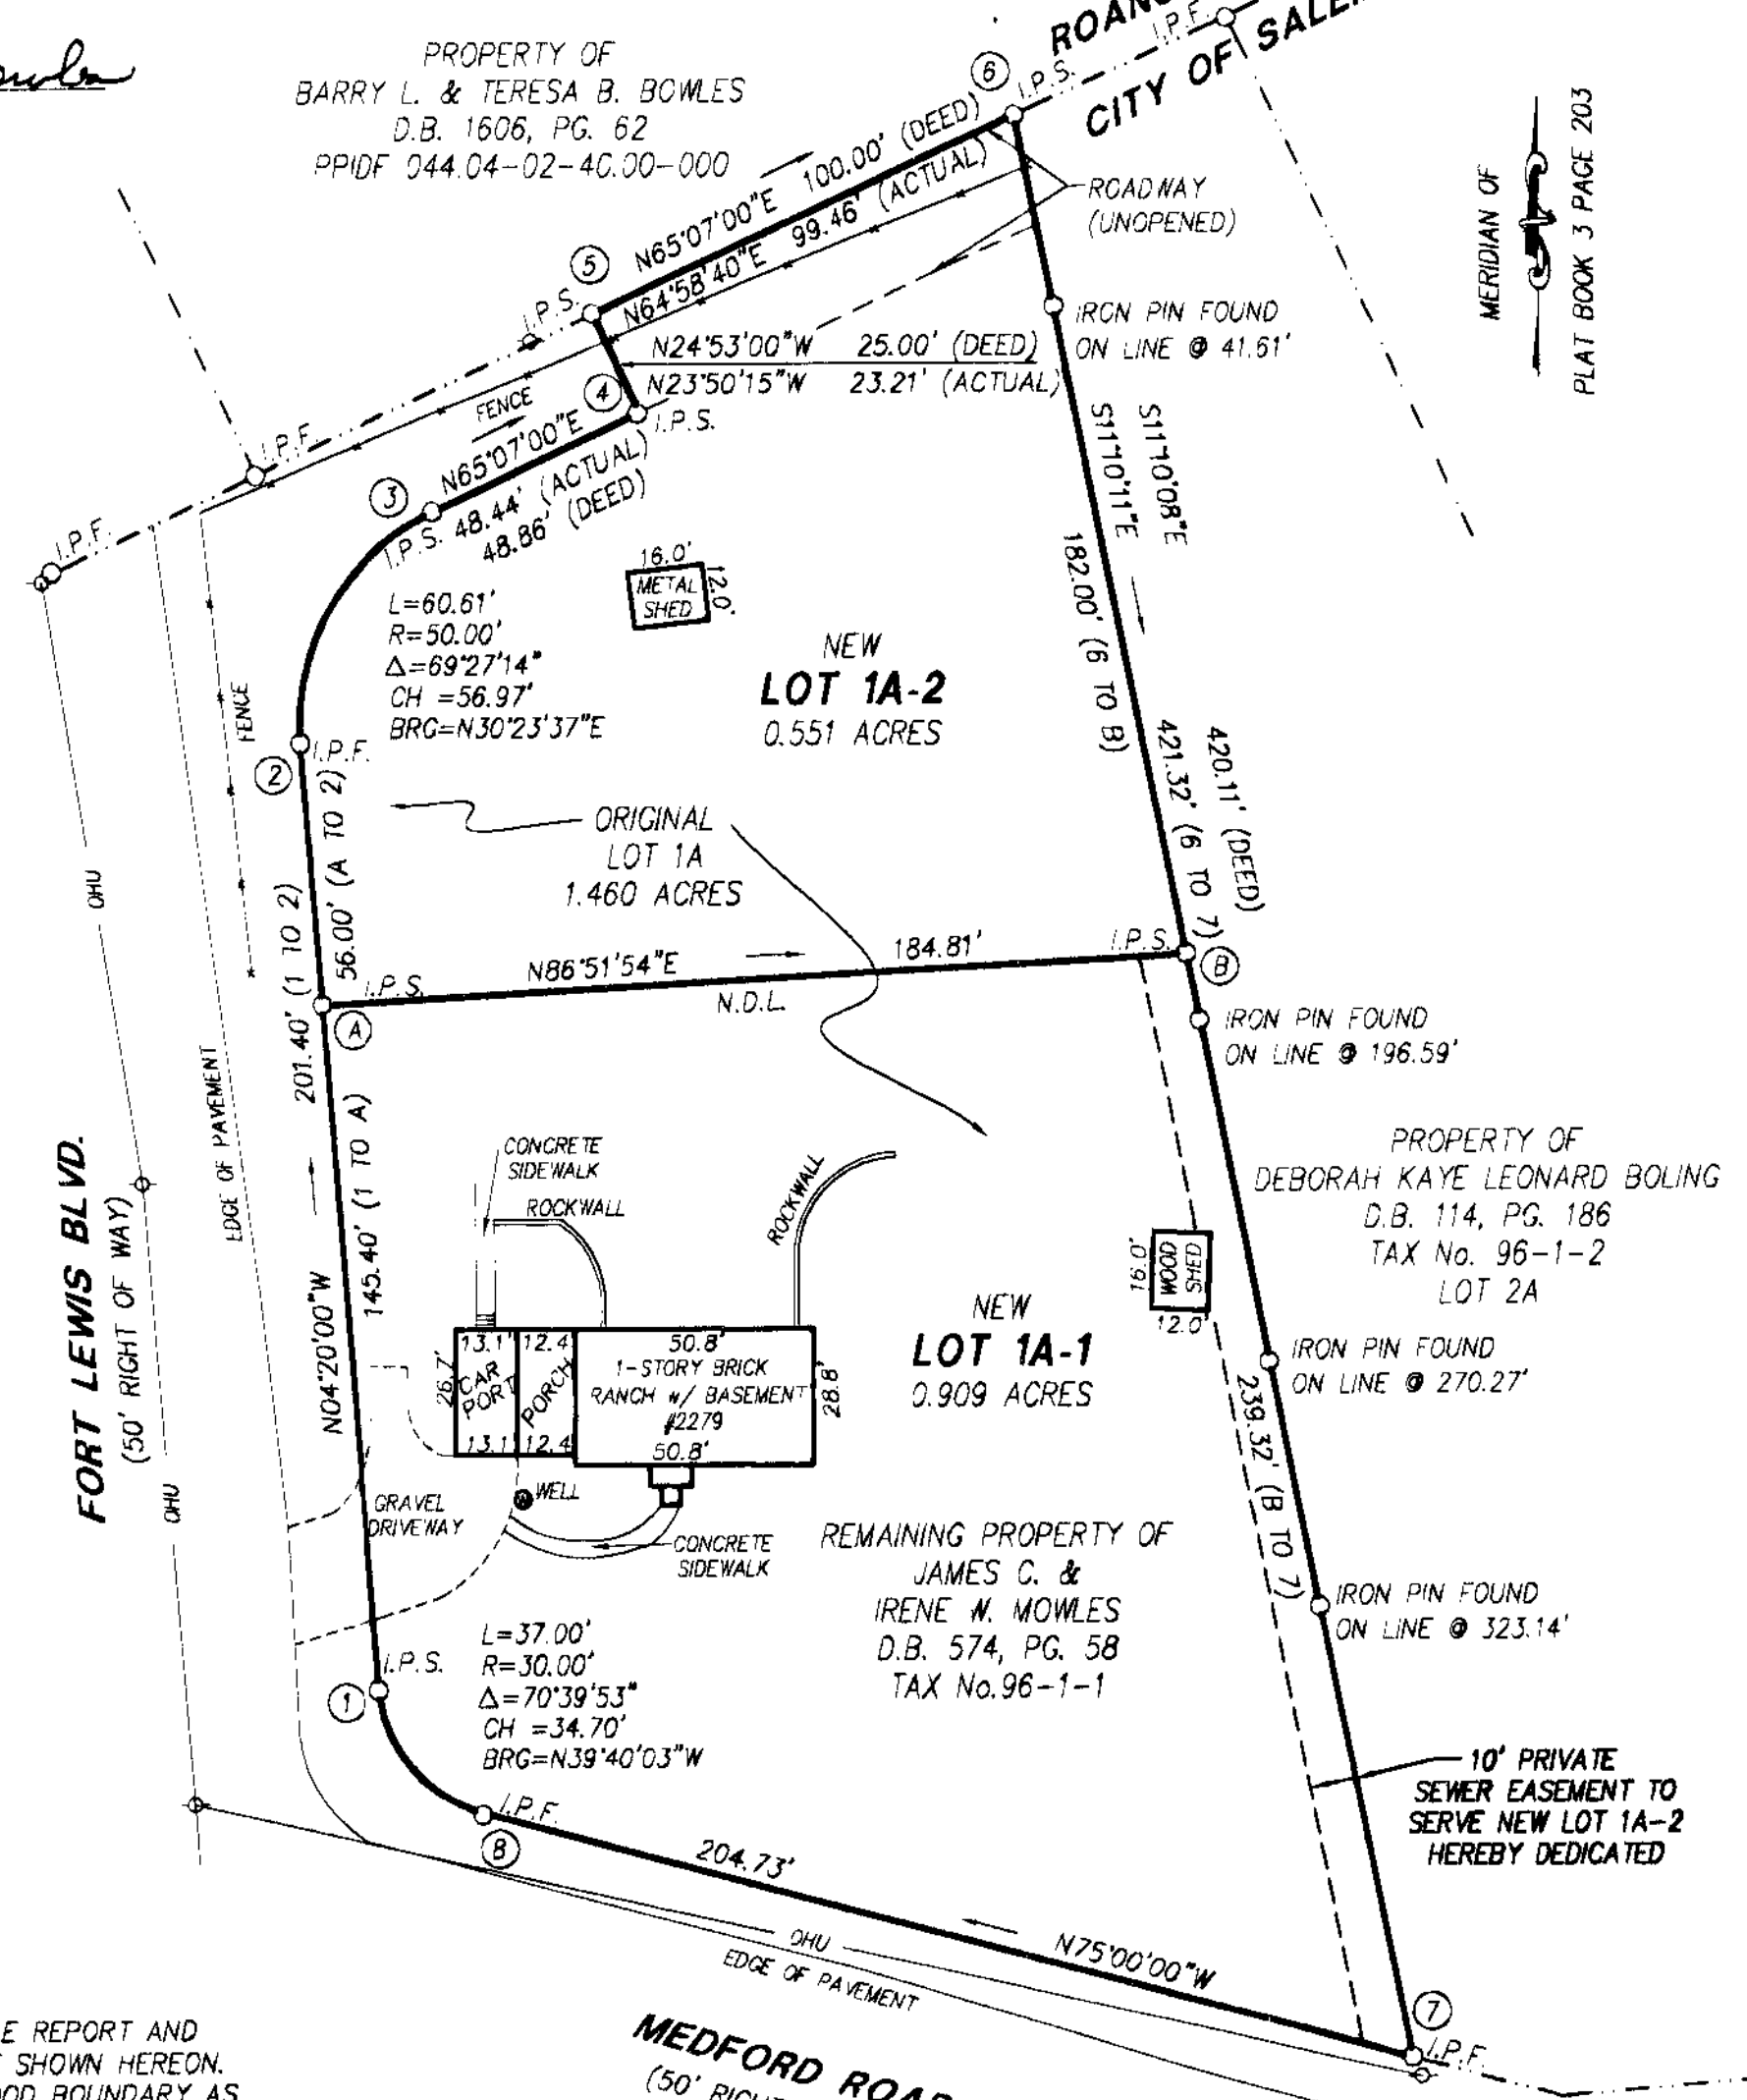 PROPERTY OF
BARRY L. & TERESA B. BOWLES
D.B. 1606, PG. 62
044.04-02-40.00-000
I.P.F.
CITY OF
6
I.P.S.
N65°07'00"E 100.00' (DEED)
N64°58'40"E 99.46' (ACTUAL)
ROADWAY
(UNOPENED)
MERIDIAN OF
PLAT BOOK 3 PAGE 203
5
I.P.S.
N24°53'00"W 25.00' (DEED)
N23°50'15"W 23.21' (ACTUAL)
IRON PIN FOUND
ON LINE @ 41.61'
4
I.P.S.
FENCE
I.P.F.
I.P.F.
3
N65°07'00"E
I.P.S. 48.44' (ACTUAL)
48.86' (DEED)
S11°10'11"E
S11°10'08"E
16.0'
METAL
SHED
12.0'
182.00' (6 TO B)
L=60.61'
R=50.00'
Δ=69°27'14"
CH =56.97'
BRG=N30°23'37"E
NEW
LOT 1A-2
0.551 ACRES
FENCE
2
I.P.F.
421.32' (6 TO 7)
420.11' (DEED)
ORIGINAL
LOT 1A
1.460 ACRES
OHU
56.00' (A TO 2)
201.40' (1 TO 2)
I.P.S.
N86°51'54"E
184.81'
N.D.L.
I.P.S.
A
B
IRON PIN FOUND
ON LINE @ 196.59'
EDGE OF PAVEMENT
145.40' (1 TO A)
N04°20'00"W
FORT LEWIS BLVD.
(50' RIGHT OF WAY)
OHU
CONCRETE
SIDEWALK
ROCKWALL
ROCKWALL
PROPERTY OF
DEBORAH KAYE LEONARD BOLING
D.B. 114, PG. 186
TAX No. 96-1-2
LOT 2A
16.0'
WOOD
SHED
12.0'
NEW
LOT 1A-1
0.909 ACRES
13.1'
12.4
50.8'
26.7'
CAR
PORT
PORCH
1-STORY BRICK
RANCH w/ BASEMENT
#2279
28.8'
13.1'
12.4
50.8'
IRON PIN FOUND
ON LINE @ 270.27'
239.32' (B TO 7)
WELL
GRAVEL
DRIVEWAY
CONCRETE
SIDEWALK
REMAINING PROPERTY OF
JAMES C. &
IRENE W. MOWLES
D.B. 574, PG. 58
TAX No.96-1-1
IRON PIN FOUND
ON LINE @ 323.14'
I.P.S.
1
L=37.00'
R=30.00'
Δ=70°39'53"
CH =34.70'
BRG=N39°40'03"W
10' PRIVATE
SEWER EASEMENT TO
SERVE NEW LOT 1A-2
HEREBY DEDICATED
I.P.F.
8
204.73'
N75°00'00"W
OHU
EDGE OF PAVEMENT
7
I.P.F.
MEDFORD
(50'
REPORT AND
SHOWN HEREON.
BOUNDARY AS